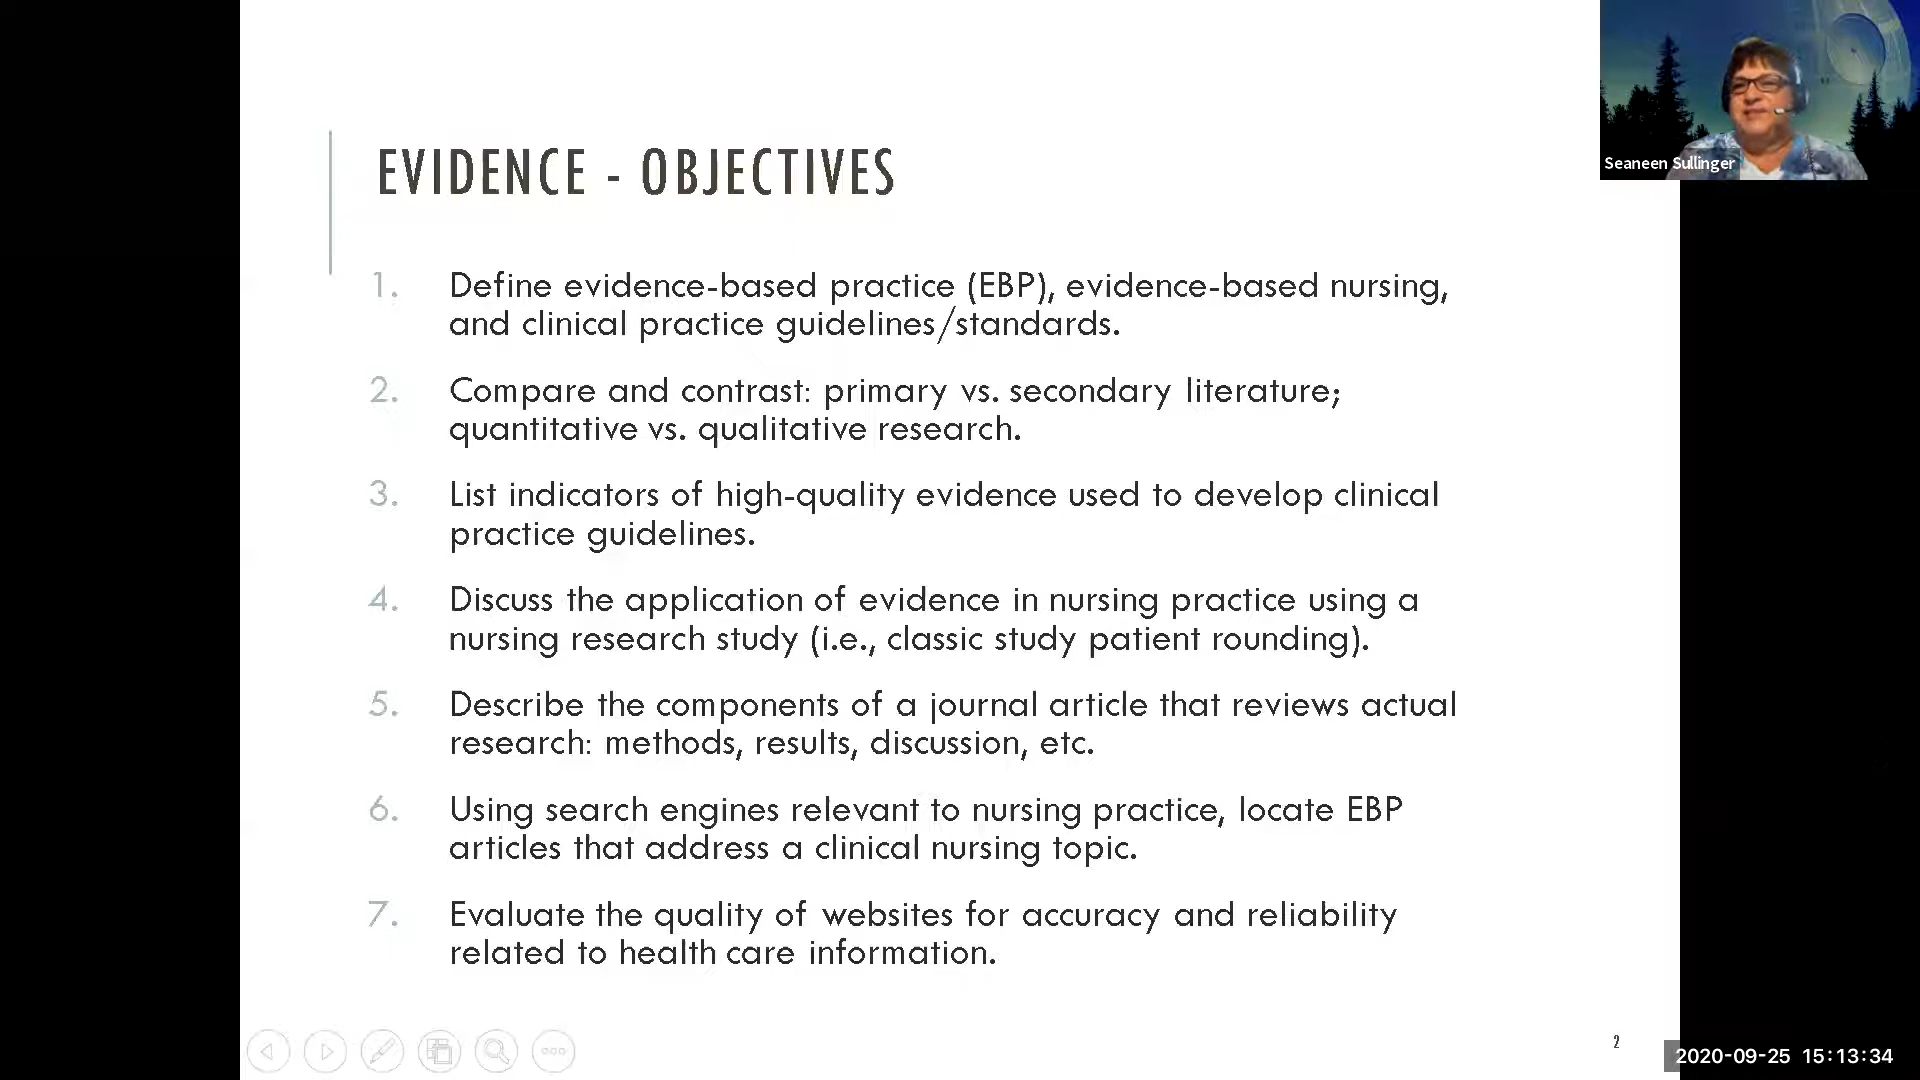 Seaneen Sullinger
EVIDENCE - OBJECTIVES
1. Define evidence-based practice (EBP), evidence-based nursing,
and clinical practice guidelines/standards.
2. Compare and contrast: primary vs. secondary literature;
quantitative vs. qualitative research.
3. List indicators of high-quality evidence used to develop clinical
practice guidelines.
4. Discuss the application of evidence in nursing practice using a
nursing research study (i.e., classic study patient rounding).
5. Describe the components of a journal article that reviews actual
research: methods, results, discussion, etc.
6. Using search engines relevant to nursing practice, locate EBP
articles that address a clinical nursing topic.
7. Evaluate the quality of websites for accuracy and reliability
related to health care information.
2
2020-09-25 15:13:34